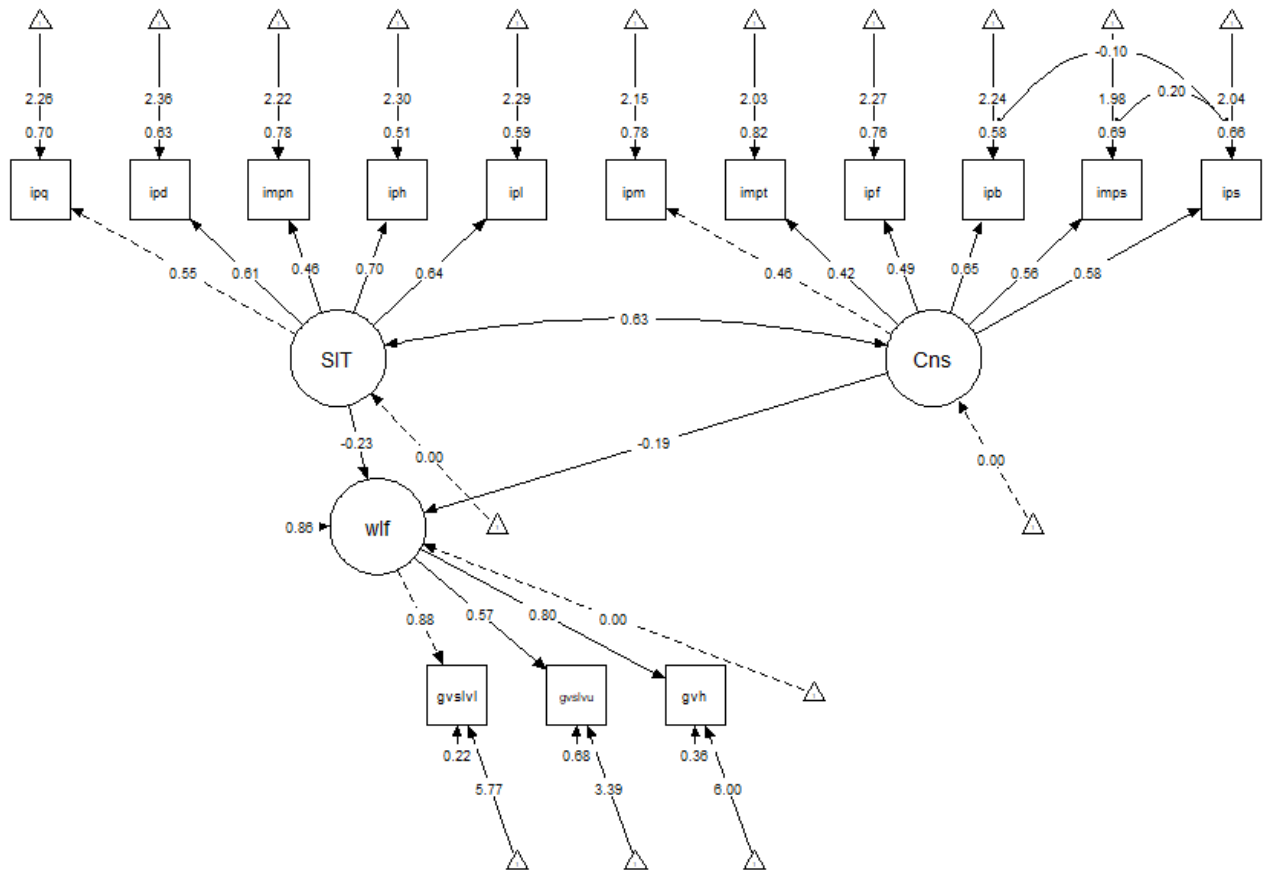 -0.10
2.26 2.36 2.22 2.30 2.29 2.15 2.03 2.27 2.24 1.98 0.20 2.04
0.70 0.63 0.78 0.51 0.59 0.78 0.82 0.76 0.58 0.69 0.66
ipq ipd impn iph ipl ipm impt ipf ipb imps ips
0.55 0.61 0.46 0.70 0.64 0.46 0.42 0.49 0.65 0.56 0.58
0.63
SIT Cns
-0.23 0.00 -0.19 0.00
0.86 wlf
0.88 0.57 0.80 0.00
gvslvl gvslvu gvh
0.22 0.68 0.36
5.77 3.39 6.00